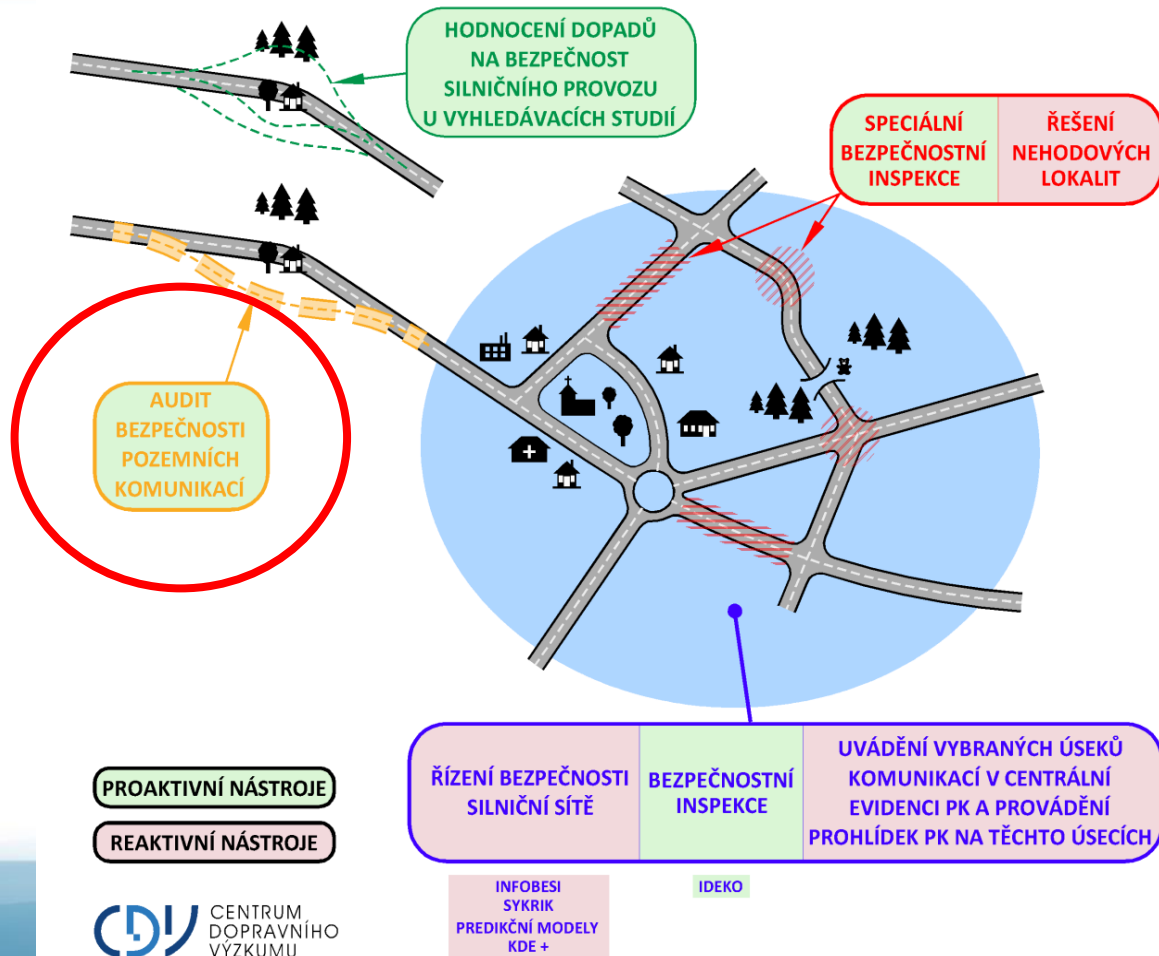 HODNOCENÍ DOPADŮ
NA BEZPEČNOST
SILNIČNÍHO PROVOZU
U VYHLEDÁVACÍCH STUDIÍ
SPECIÁLNÍ
BEZPEČNOSTNÍ
INSPEKCE
ŘEŠENÍ
NEHODOVÝCH
LOKALIT
AUDIT
BEZPEČNOSTI
POZEMNÍCH
KOMUNIKACÍ
PROAKTIVNÍ NÁSTROJE
REAKTIVNÍ NÁSTROJE
ŘÍZENÍ BEZPEČNOSTI
SILNIČNÍ SÍTĚ
BEZPEČNOSTNÍ
INSPEKCE
UVÁDĚNÍ VYBRANÝCH ÚSEKŮ
KOMUNIKACÍ V CENTRÁLNÍ
EVIDENCI PK A PROVÁDĚNÍ
PROHLÍDEK PK NA TĚCHTO ÚSECÍCH
INFOBESI
SYKRIK
PREDIKČNÍ MODELY
KDE +
IDEKO
CDV
CENTRUM
DOPRAVNÍHO
VÝZKUMU